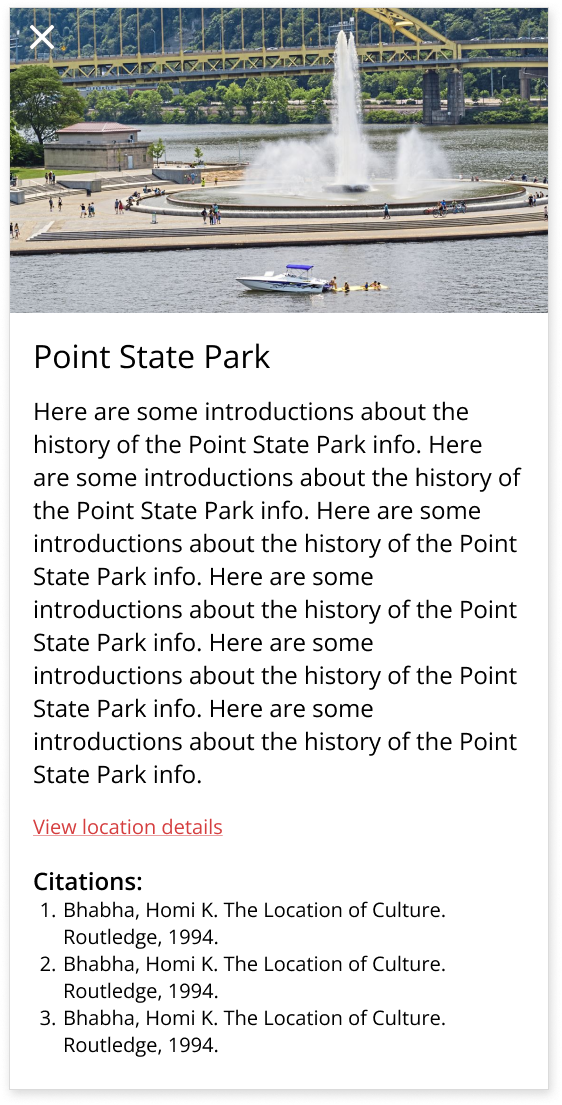 Point State Park
Here are some introductions about the
history of the Point State Park info. Here
are some introductions about the history of
the Point State Park info. Here are some
introductions about the history of the Point
State Park info. Here are some
introductions about the history of the Point
State Park info. Here are some
introductions about the history of the Point
State Park info. Here are some
introductions about the history of the Point
State Park info.
View location details
Citations:
1. Bhabha, Homi K. The Location of Culture.
Routledge, 1994.
2. Bhabha, Homi K. The Location of Culture.
Routledge, 1994.
3. Bhabha, Homi K. The Location of Culture.
Routledge, 1994.